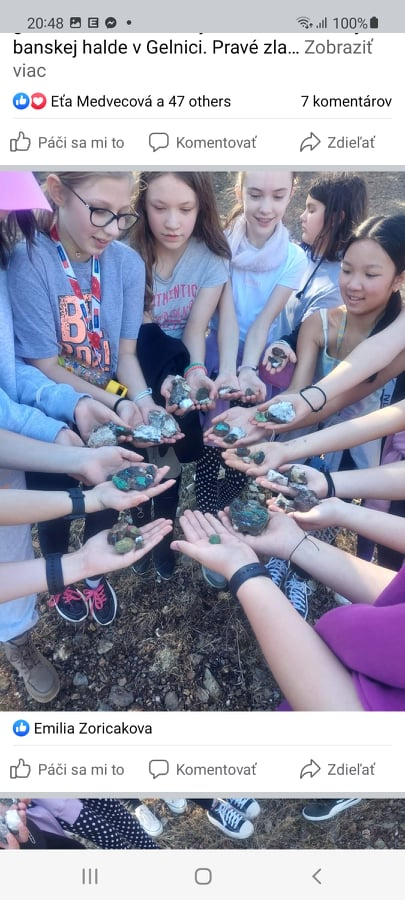 20:48 100%
banskej halde v Gelnici. Pravé zla... Zobraziť
viac
Eťa Medvecová a 47 others 7 komentárov
Páči sa mi to Komentovať Zdieľať
AUTHENTIC
Emilia Zoricakova
Páči sa mi to Komentovať Zdieľať